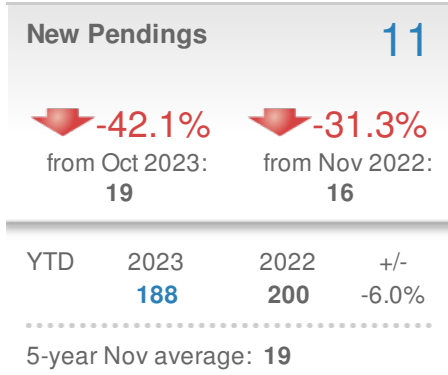 New Pendings 11
-42.1% -31.3%
from Oct 2023: from Nov 2022:
19 16
YTD 2023 2022 +/-
188 200 -6.0%
5-year Nov average: 19